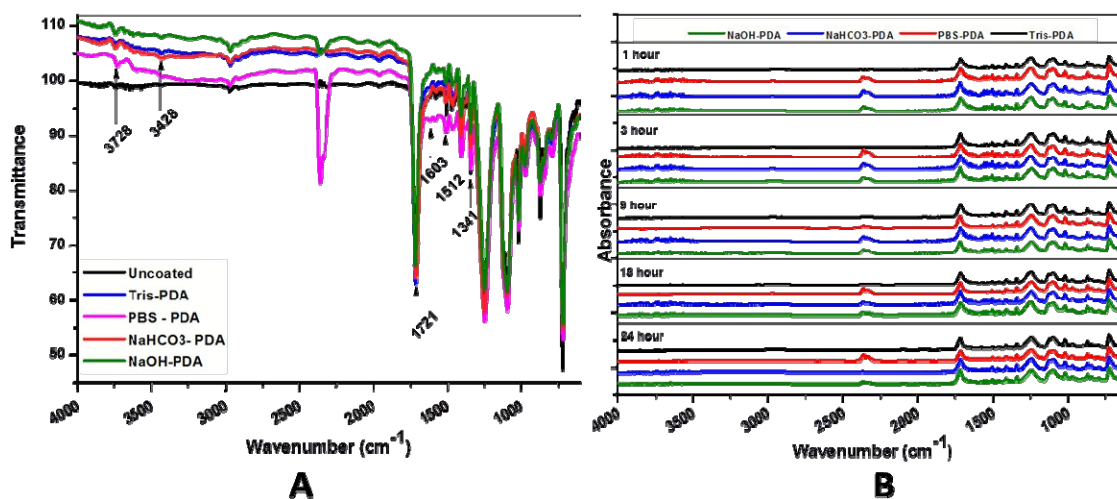 110
100
90
80
70
60
50
Transmittance
3728
3428
1603
1512
1341
1721
Uncoated
Tris-PDA
PBS - PDA
NaHCO3- PDA
NaOH-PDA
4000
3500
3000
2500
2000
1500
1000
Wavenumber (cm⁻¹)
A
NaOH-PDA NaHCO3-PDA PBS-PDA Tris-PDA
1 hour
3 hour
9 hour
18 hour
84 hour
Absorbance
4000
3500
3000
2500
2000
1500
1000
Wavenumber (cm⁻¹)
B